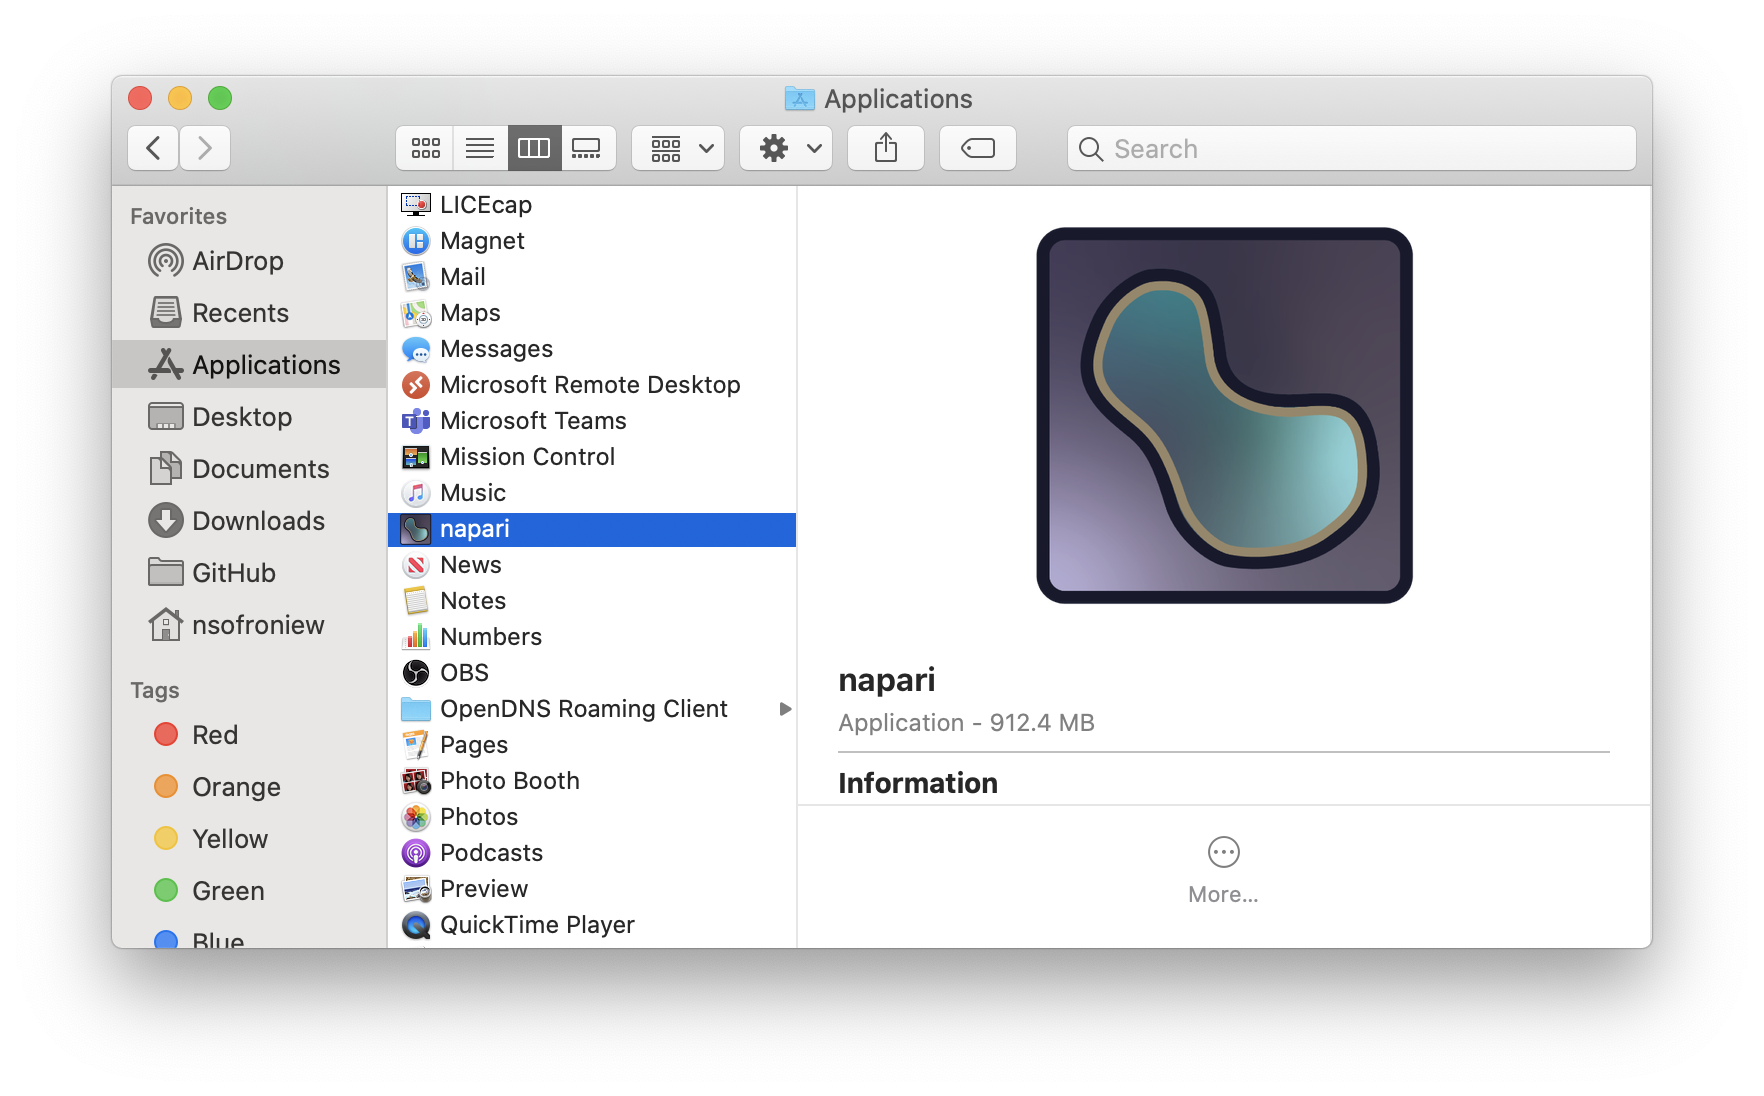 Applications
Search
Favorites
AirDrop
Recents
Applications
Desktop
Documents
Downloads
GitHub
nsofroniew
Tags
Red
Orange
Yellow
Green
Blue
LICEcap
Magnet
Mail
Maps
Messages
Microsoft Remote Desktop
Microsoft Teams
Mission Control
Music
napari
News
Notes
Numbers
OBS
OpenDNS Roaming Client
Pages
Photo Booth
Photos
Podcasts
Preview
QuickTime Player
napari
Application - 912.4 MB
Information
More...